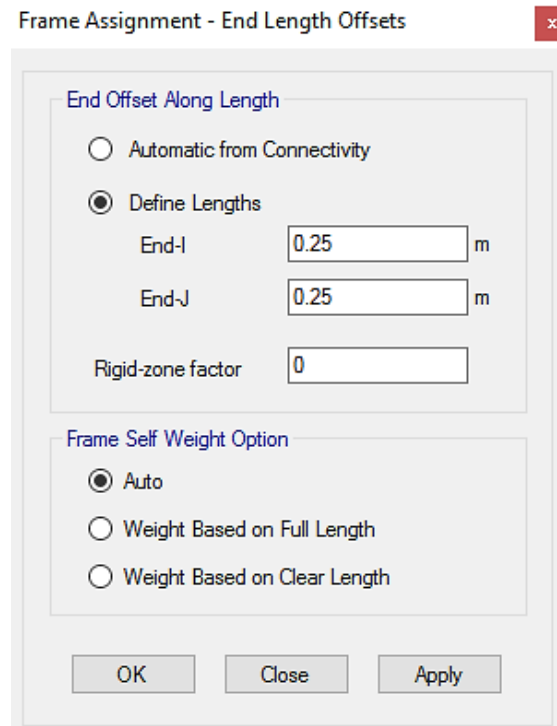 Frame Assignment - End Length Offsets
x
End Offset Along Length
Automatic from Connectivity
Define Lengths
End-I 0.25 m
End-J 0.25 m
Rigid-zone factor 0
Frame Self Weight Option
Auto
Weight Based on Full Length
Weight Based on Clear Length
OK Close Apply